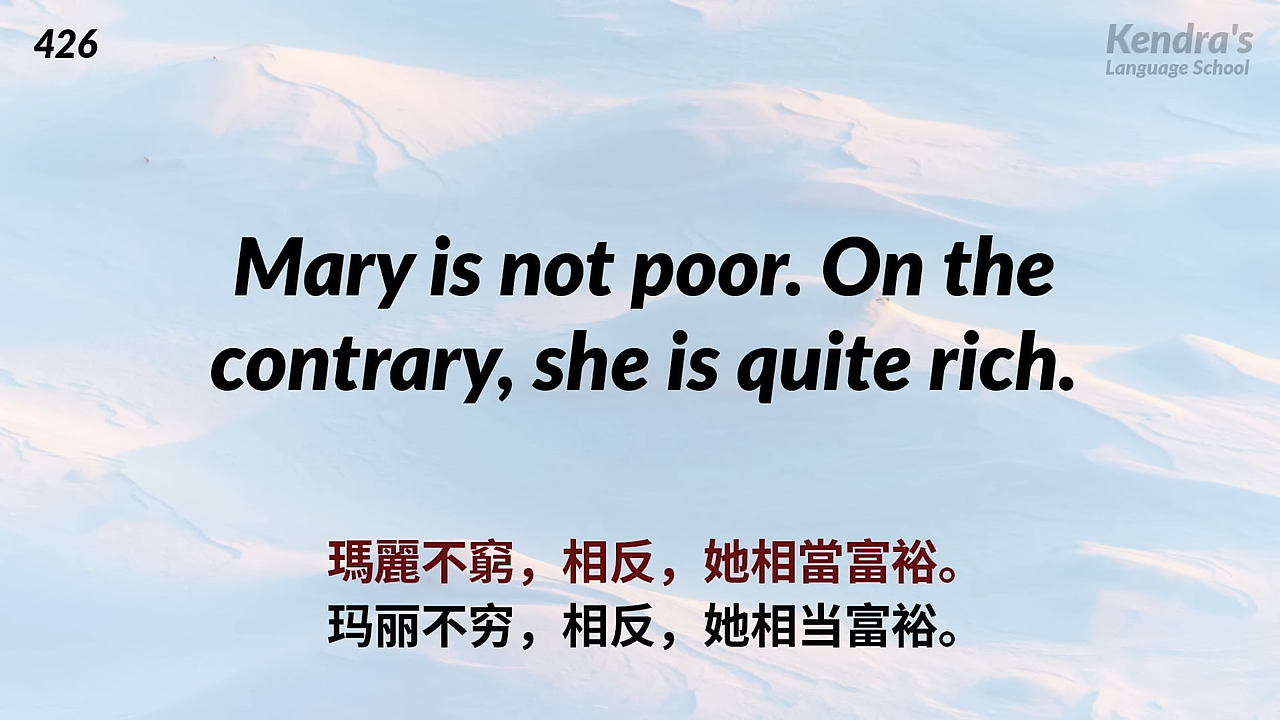 426
Kendra's
Language School
Mary is not poor. On the
contrary, she is quite rich.
瑪麗不窮，相反，她相當富裕。
玛丽不穷，相反，她相当富裕。